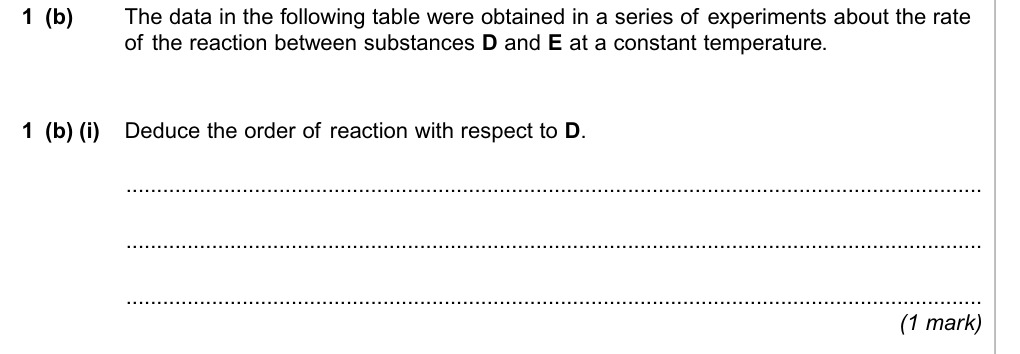 1 (b) The data in the following table were obtained in a series of experiments about the rate
of the reaction between substances D and E at a constant temperature.
1 (b) (i) Deduce the order of reaction with respect to D.
(1 mark)